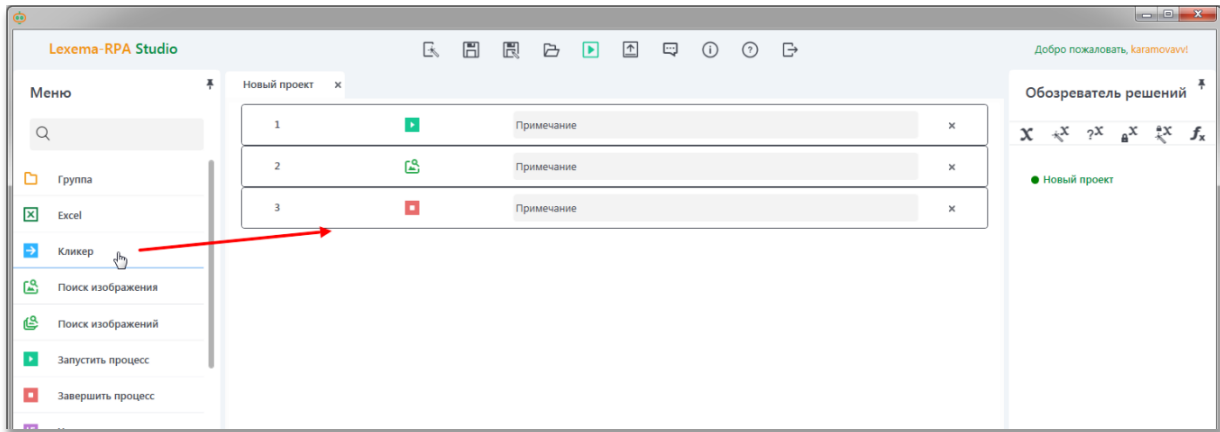 Lexema-RPA Studio
Добро пожаловать, karamovavv!
Меню
Новый проект x
Обозреватель решений
1 Примечание x
2 Примечание x
3 Примечание x
x x ?x x x fx
Новый проект
Группа
Excel
Кликер
Поиск изображения
Поиск изображений
Запустить процесс
Завершить процесс